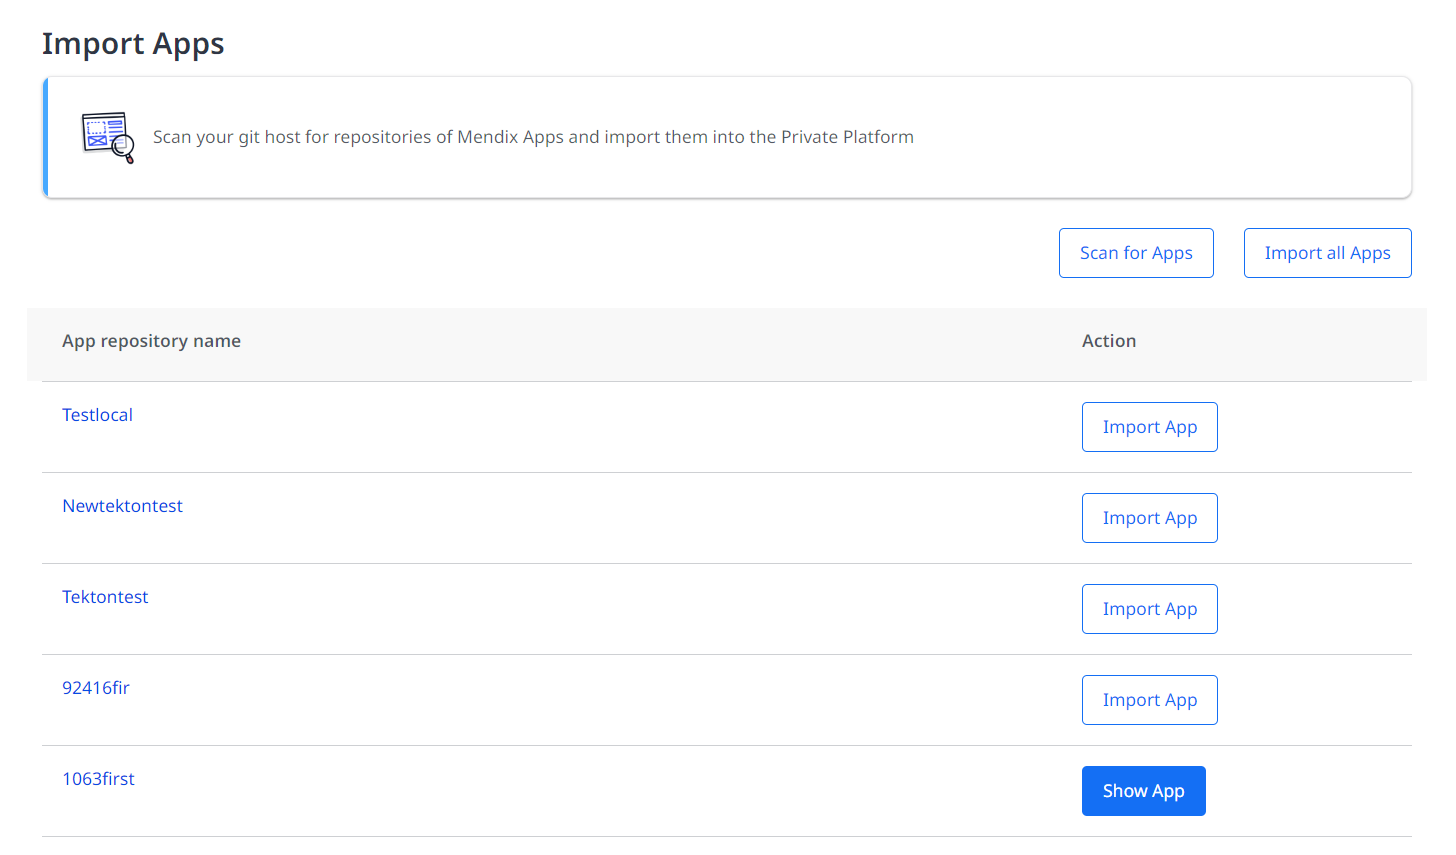 Import Apps
Scan your git host for repositories of Mendix Apps and import them into the Private Platform
Scan for Apps
Import all Apps
App repository name
Action
Testlocal
Import App
Newtektontest
Import App
Tektontest
Import App
92416fir
Import App
1063first
Show App